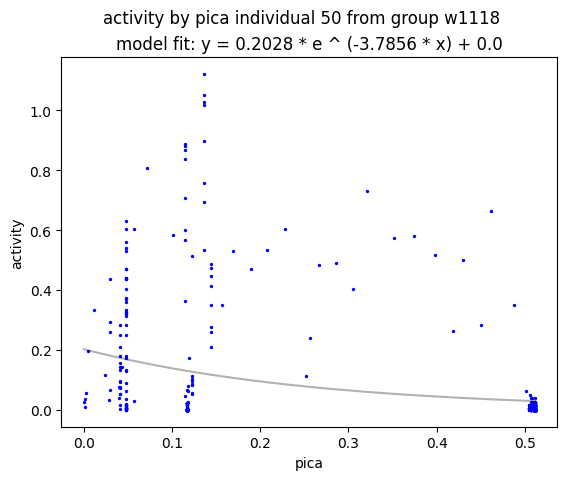 activity by pica individual 50 from group w1118
model fit: y = 0.2028 * e ^ (-3.7856 * x) + 0.0
1.0
0.8
0.6
0.4
0.2
0.0
activity
0.0 0.1 0.2 0.3 0.4 0.5
pica